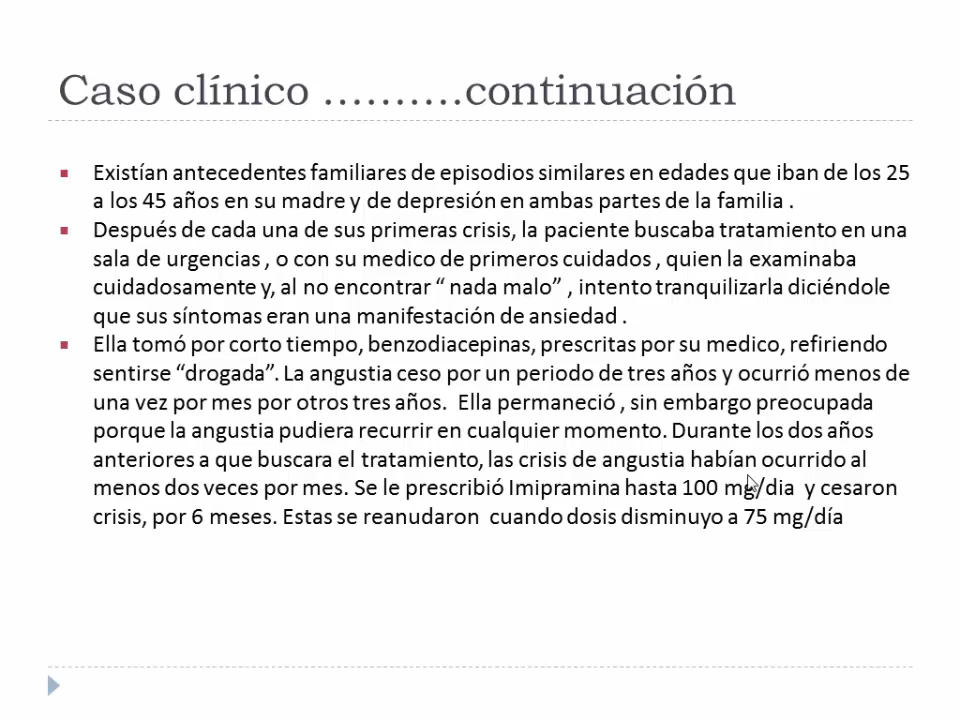 Caso clínico ..........continuación
Existían antecedentes familiares de episodios similares en edades que iban de los 25
a los 45 años en su madre y de depresión en ambas partes de la familia .
Después de cada una de sus primeras crisis, la paciente buscaba tratamiento en una
sala de urgencias , o con su medico de primeros cuidados , quien la examinaba
cuidadosamente y, al no encontrar “ nada malo” , intento tranquilizarla diciéndole
que sus síntomas eran una manifestación de ansiedad .
Ella tomó por corto tiempo, benzodiacepinas, prescritas por su medico, refiriendo
sentirse “drogada”. La angustia ceso por un periodo de tres años y ocurrió menos de
una vez por mes por otros tres años.  Ella permaneció , sin embargo preocupada
porque la angustia pudiera recurrir en cualquier momento. Durante los dos años
anteriores a que buscara el tratamiento, las crisis de angustia habían ocurrido al
menos dos veces por mes. Se le prescribió Imipramina hasta 100 mg/dia  y cesaron
crisis, por 6 meses. Estas se reanudaron  cuando dosis disminuyo a 75 mg/día